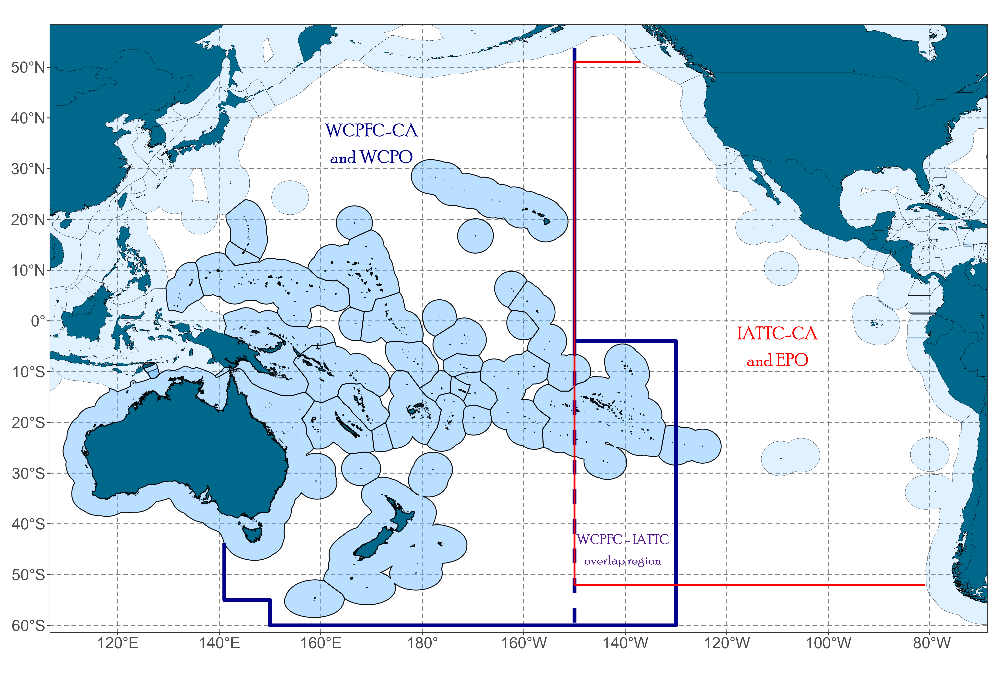 50°N
40°N
30°N
20°N
10°N
0°
10°S
20°S
30°S
40°S
50°S
60°S
WCPFC-CA
and WCPO
IATTC-CA
and EPO
WCPFC - IATTC
overlap region
120°E
140°E
160°E
180°
160°W
140°W
120°W
100°W
80°W